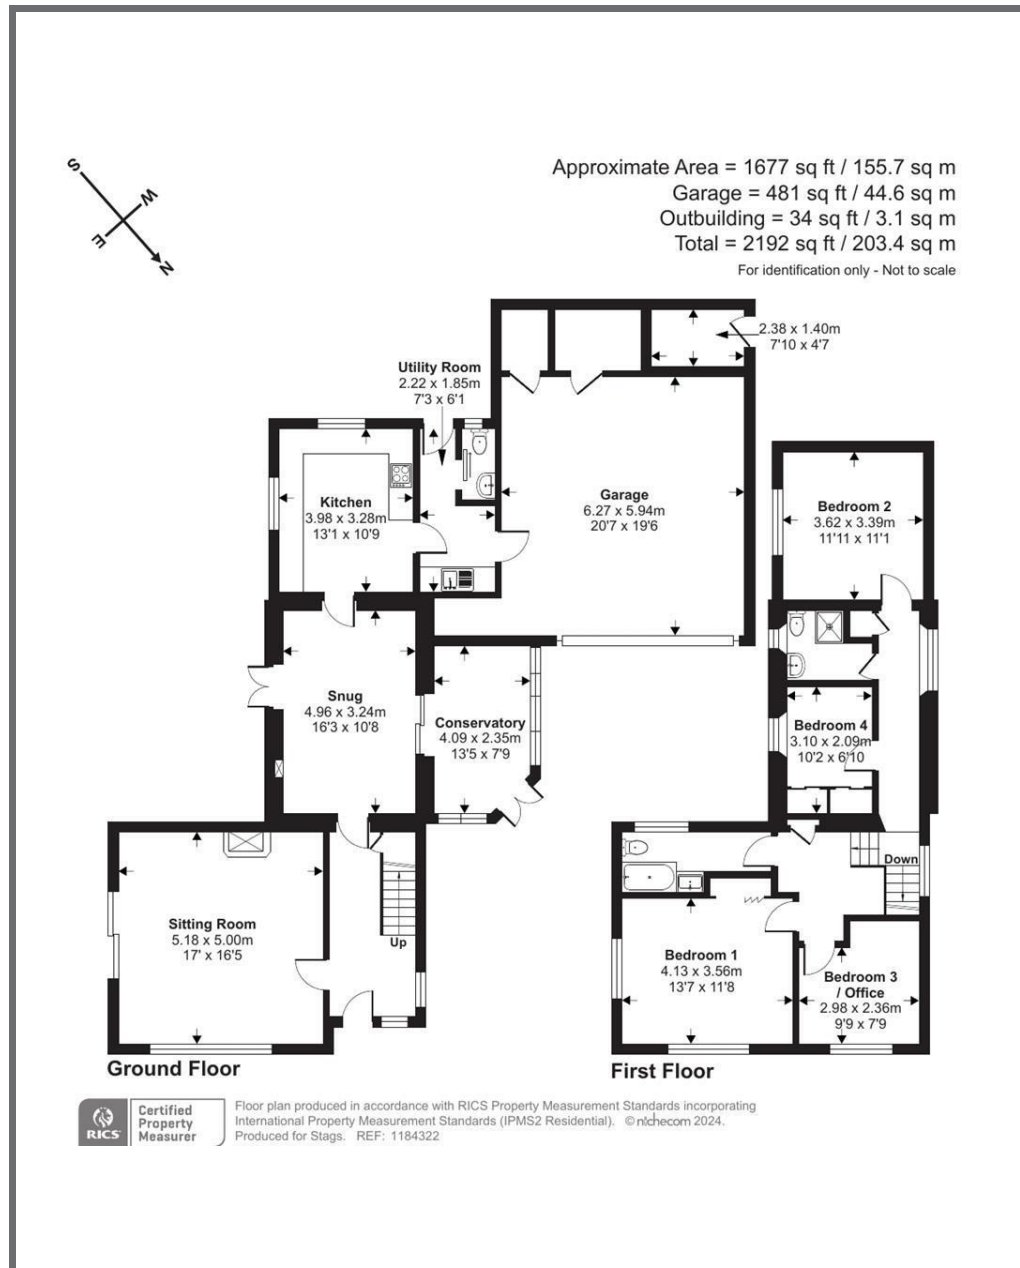 S
W
E
N
Approximate Area = 1677 sq ft / 155.7 sq m
Garage = 481 sq ft / 44.6 sq m
Outbuilding = 34 sq ft / 3.1 sq m
Total = 2192 sq ft / 203.4 sq m
For identification only - Not to scale
2.38 x 1.40m
7'10 x 4'7
Utility Room
2.22 x 1.85m
7'3 x 6'1
Kitchen
3.98 x 3.28m
13'1 x 10'9
Garage
6.27 x 5.94m
20'7 x 19'6
Bedroom 2
3.62 x 3.39m
11'11 x 11'1
Snug
4.96 x 3.24m
16'3 x 10'8
Conservatory
4.09 x 2.35m
13'5 x 7'9
Bedroom 4
3.10 x 2.09m
10'2 x 6'10
Sitting Room
5.18 x 5.00m
17' x 16'5
Up
Down
Bedroom 1
4.13 x 3.56m
13'7 x 11'8
Bedroom 3
/ Office
2.98 x 2.36m
9'9 x 7'9
Ground Floor
First Floor
RICS
Certified
Property
Measurer
Floor plan produced in accordance with RICS Property Measurement Standards incorporating
International Property Measurement Standards (IPMS2 Residential). © nichecom 2024.
Produced for Stags. REF: 1184322